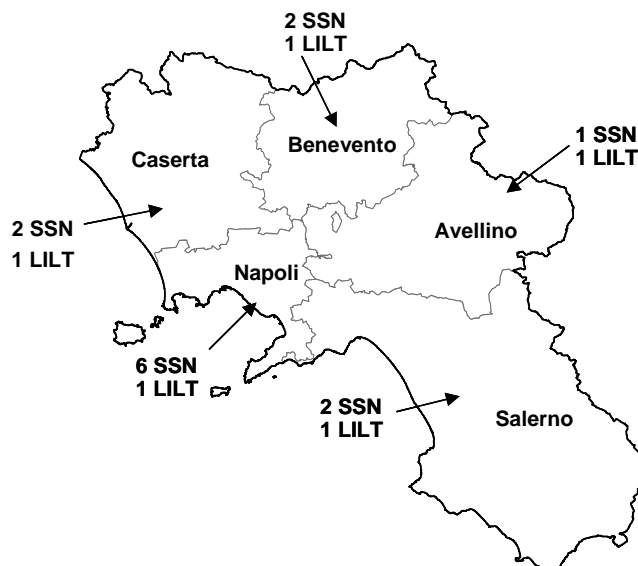 2 SSN
1 LILT
Benevento
1 SSN
1 LILT
Caserta
2 SSN
1 LILT
Avellino
Napoli
6 SSN
1 LILT
2 SSN
1 LILT
Salerno